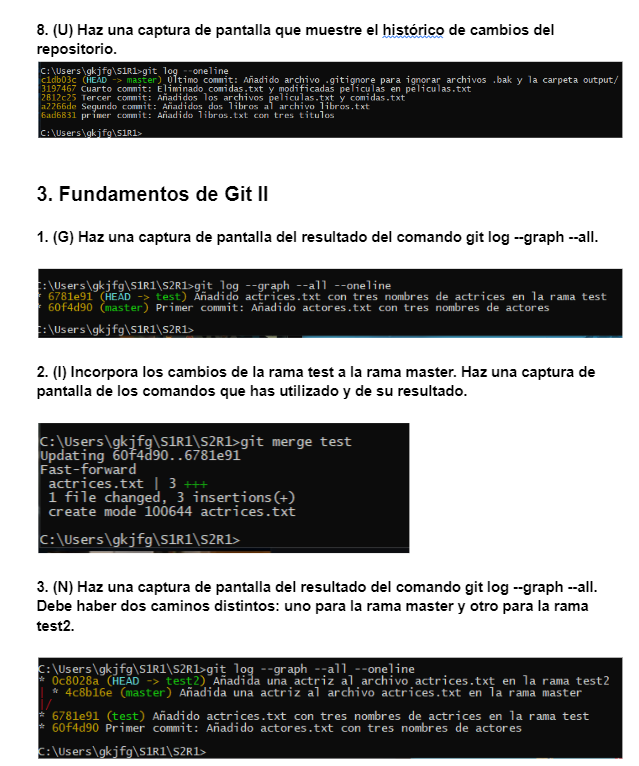 8. (U) Haz una captura de pantalla que muestre el histórico de cambios del
repositorio.
C:\Users\gkjfg\S1R1>git log --oneline
c1db03c (HEAD -> master) Último commit: Añadido archivo .gitignore para ignorar archivos .bak y la carpeta output/
3197467 Cuarto commit: Eliminado comidas.txt y modificadas películas en peliculas.txt
2812c25 Tercer commit: Añadidos los archivos peliculas.txt y comidas.txt
a2266de Segundo commit: Añadidos dos libros al archivo libros.txt
6ad6831 primer commit: Añadido libros.txt con tres titulos
C:\Users\gkjfg\S1R1>
3. Fundamentos de Git II
1. (G) Haz una captura de pantalla del resultado del comando git log --graph --all.
C:\Users\gkjfg\S1R1\S2R1>git log --graph --all --oneline
* 6781e91 (HEAD -> test) Añadido actrices.txt con tres nombres de actrices en la rama test
* 60f4d90 (master) Primer commit: Añadido actores.txt con tres nombres de actores
C:\Users\gkjfg\S1R1\S2R1>
2. (I) Incorpora los cambios de la rama test a la rama master. Haz una captura de
pantalla de los comandos que has utilizado y de su resultado.
C:\Users\gkjfg\S1R1\S2R1>git merge test
Updating 60f4d90..6781e91
Fast-forward
actrices.txt | 3 +++
1 file changed, 3 insertions(+)
create mode 100644 actrices.txt
C:\Users\gkjfg\S1R1\S2R1>
3. (N) Haz una captura de pantalla del resultado del comando git log --graph --all.
Debe haber dos caminos distintos: uno para la rama master y otro para la rama
test2.
C:\Users\gkjfg\S1R1\S2R1>git log --graph --all --oneline
* 0c8028a (HEAD -> test2) Añadida una actriz al archivo actrices.txt en la rama test2
| * 4c8b16e (master) Añadida una actriz al archivo actrices.txt en la rama master
|/
* 6781e91 (test) Añadido actrices.txt con tres nombres de actrices en la rama test
* 60f4d90 Primer commit: Añadido actores.txt con tres nombres de actores
C:\Users\gkjfg\S1R1\S2R1>